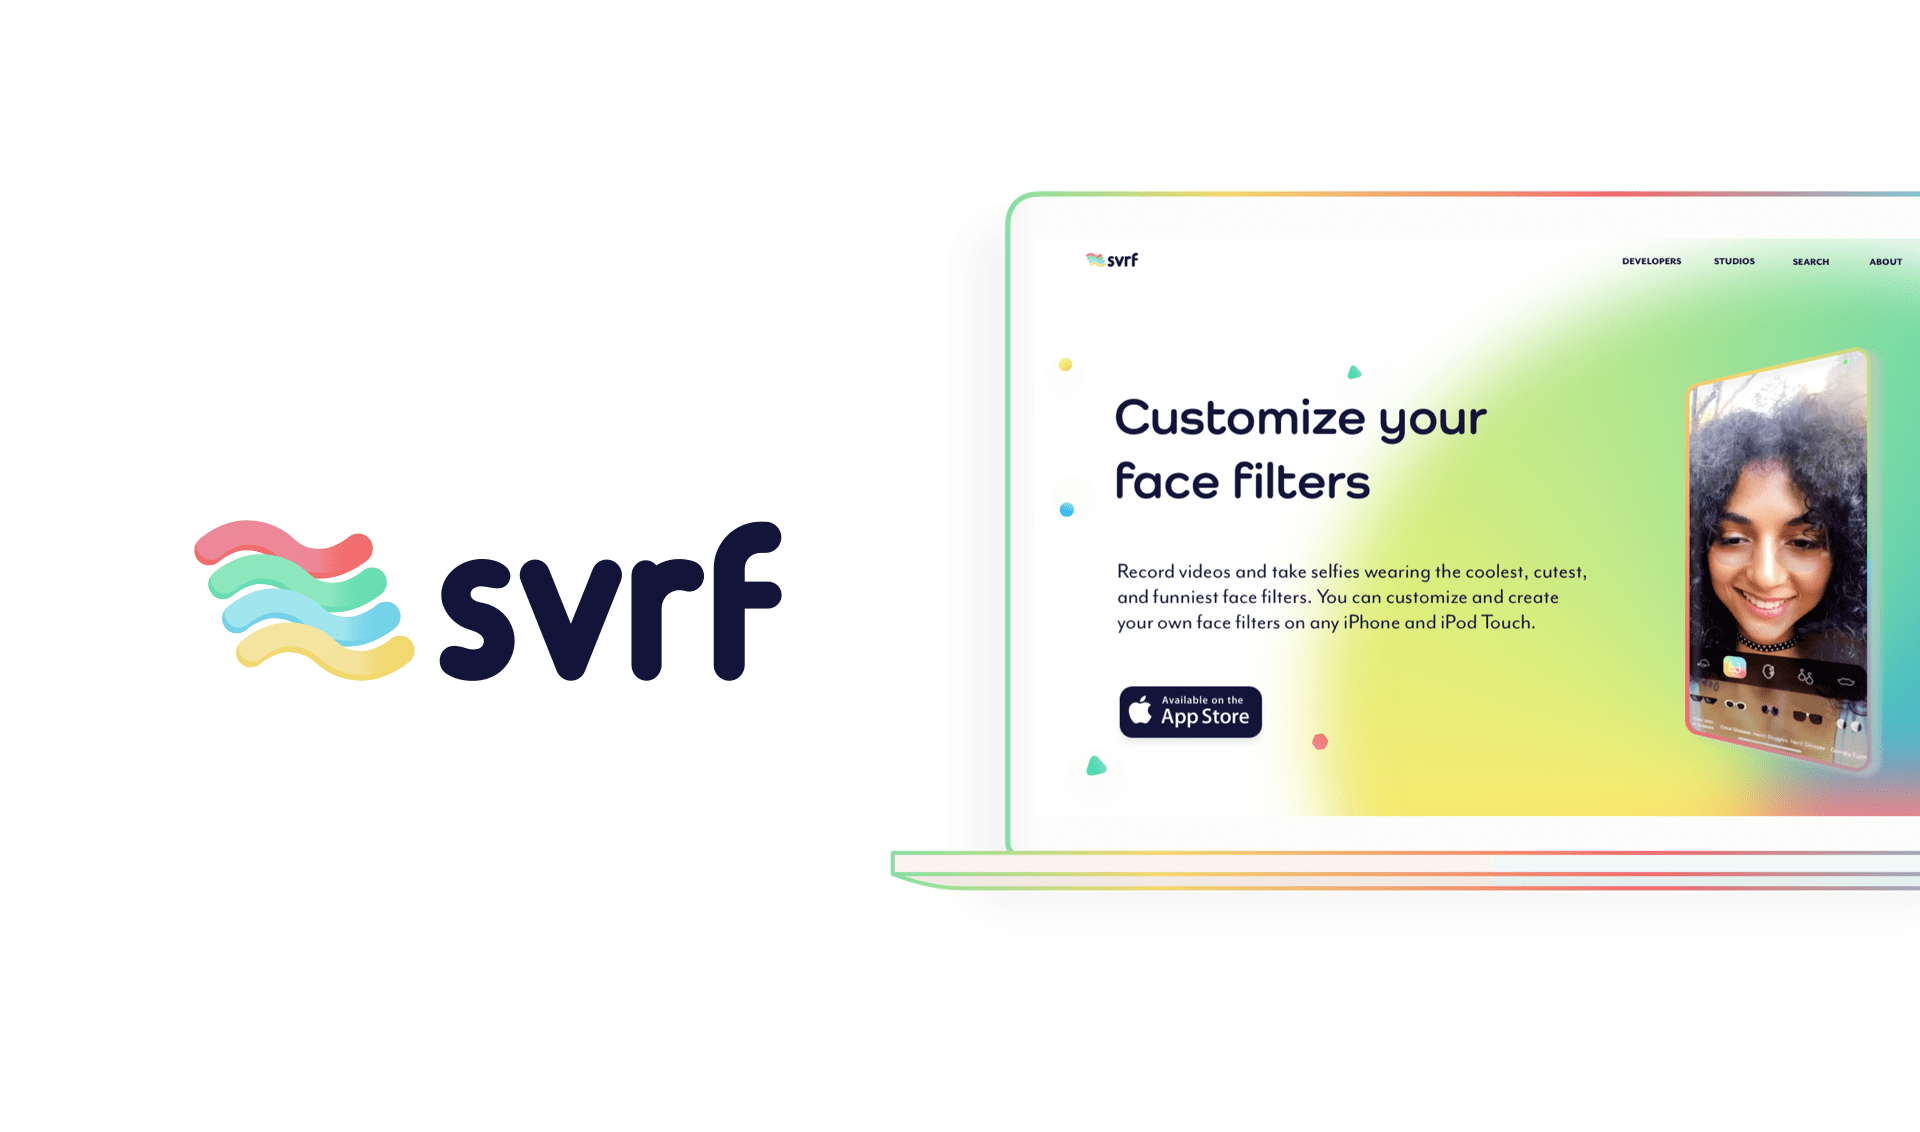 svrf
svrf
DEVELOPERS STUDIOS SEARCH ABOUT
Customize your
face filters
Record videos and take selfies wearing the coolest, cutest,
and funniest face filters. You can customize and create
your own face filters on any iPhone and iPod Touch.
Available on the
App Store